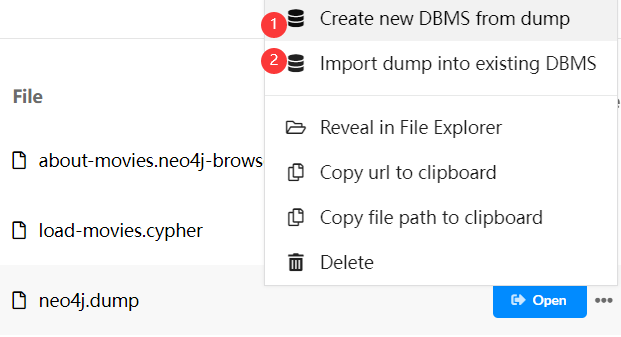 1 Create new DBMS from dump
2 Import dump into existing DBMS
File
Reveal in File Explorer
about-movies.neo4j-brows
Copy url to clipboard
Copy file path to clipboard
load-movies.cypher
Delete
neo4j.dump
Open